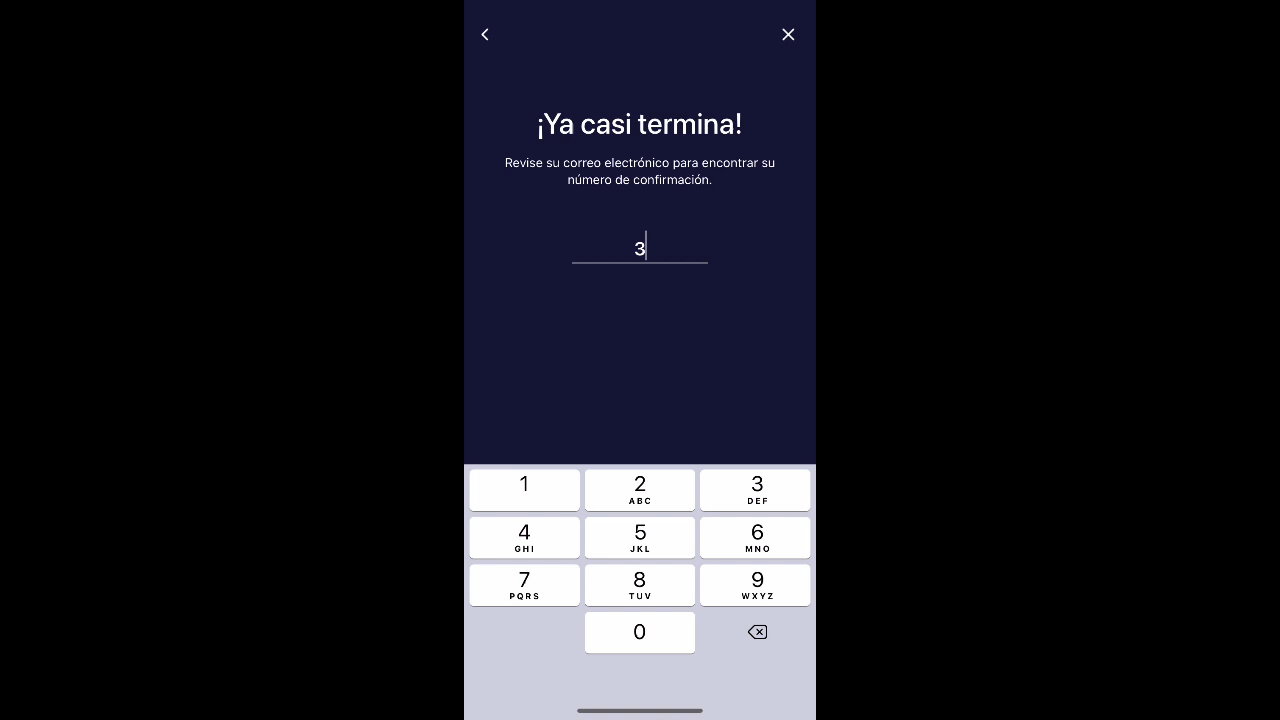 ¡Ya casi termina!
Revise su correo electrónico para encontrar su
número de confirmación.
3
1
2
ABC
3
DEF
4
GHI
5
JKL
6
MNO
7
PQRS
8
TUV
9
WXYZ
0